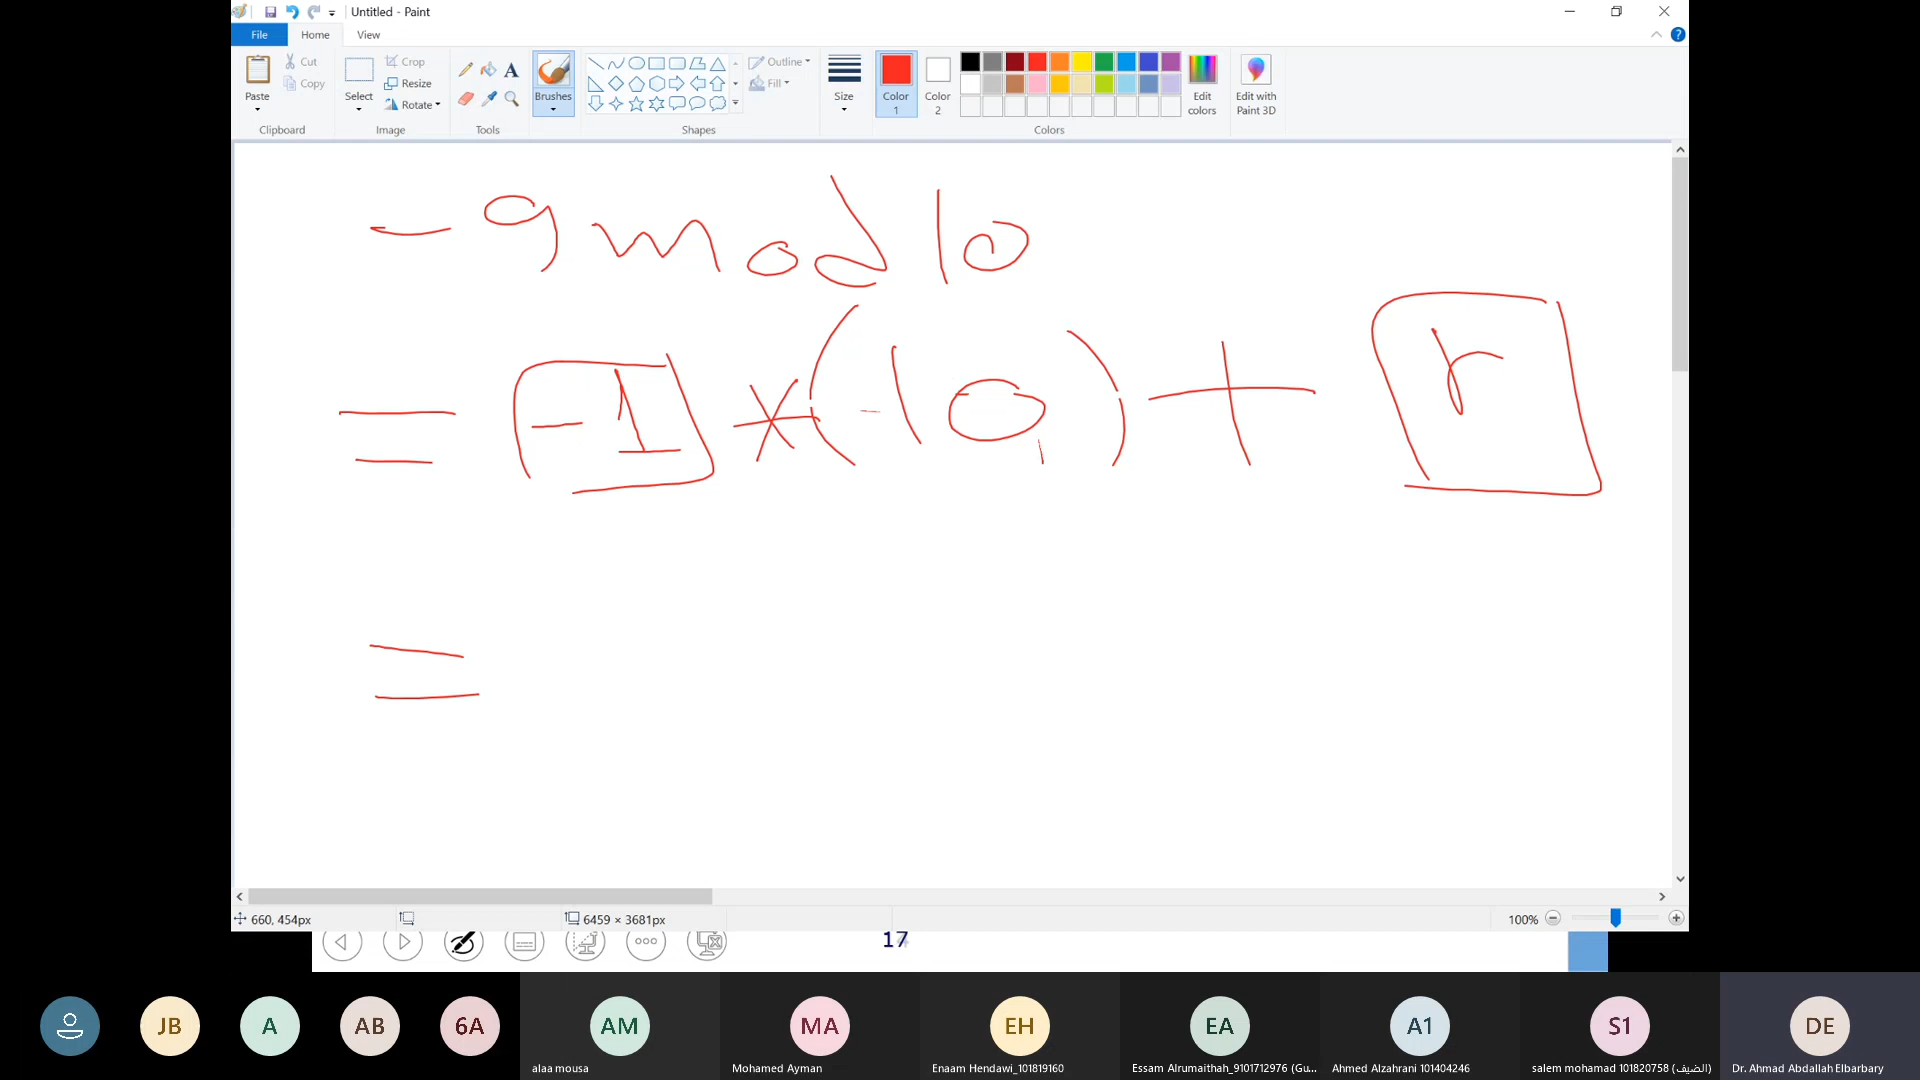 Untitled - Paint
File Home View
Paste
Cut
Copy
Clipboard
Select
Crop
Resize
Rotate
Image
Tools
Brushes
Shapes
Outline
Fill
Size
Color 1
Color 2
Colors
Edit colors
Edit with Paint 3D
- 9 mod 10
= -1 * (-10) + r
=
660, 454px
6459 × 3681px
100%
17
JB A AB 6A AM MA EH EA A1 S1 DE
alaa mousa
Mohamed Ayman
Enaam Hendawi_101819160
Essam Alrumaithah_9101712976 (Gu...
Ahmed Alzahrani 101404246
salem mohamad 101820758 (الضيف)
Dr. Ahmad Abdallah Elbarbary